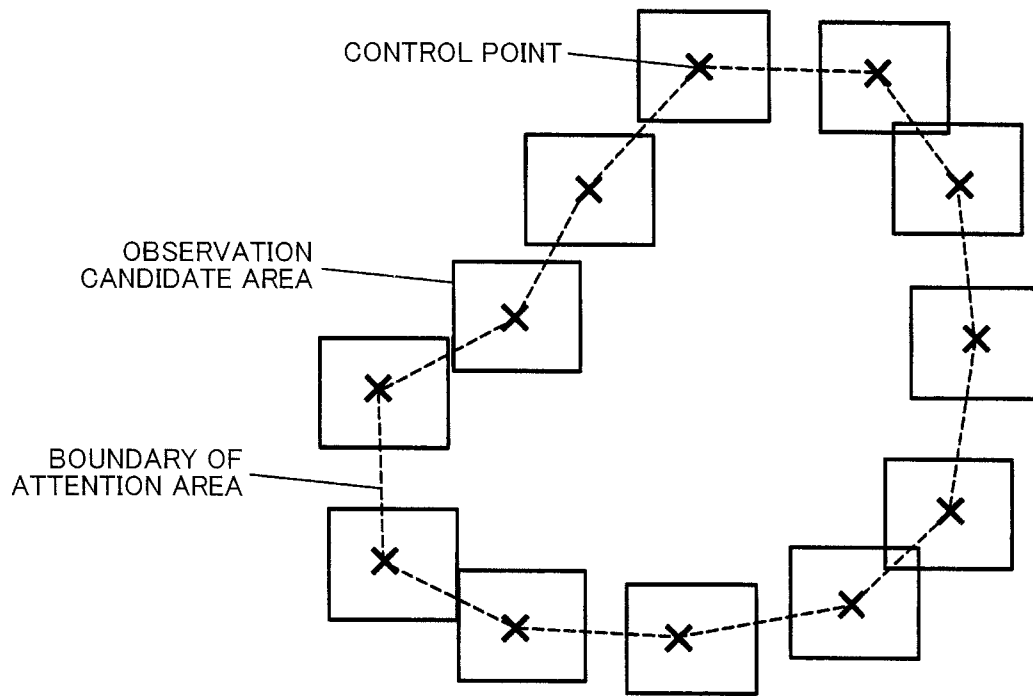 CONTROL POINT
OBSERVATION
CANDIDATE AREA
BOUNDARY OF
ATTENTION AREA